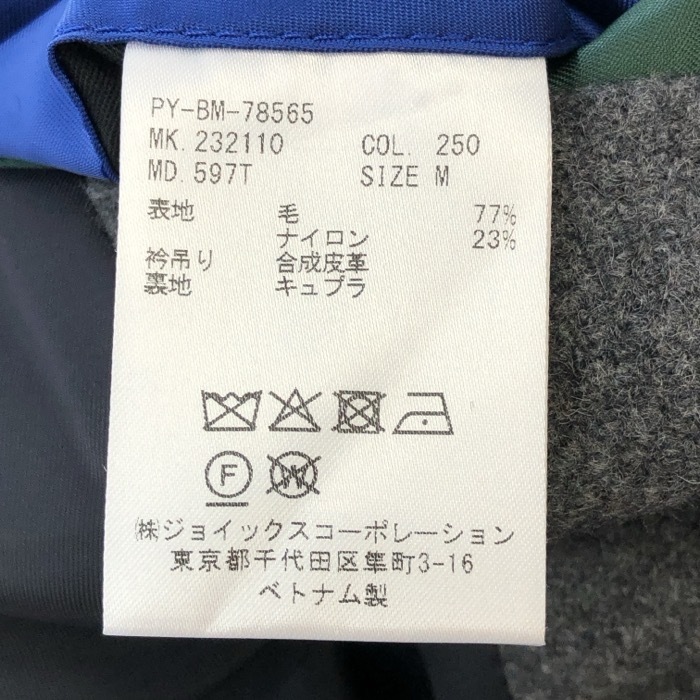 PY-BM-78565
MK. 232110 COL. 250
MD. 597T SIZE M
表地 毛 77%
ナイロン 23%
衿吊り 合成皮革
裏地 キュプラ
F W
㈱ジョイックスコーポレーション
東京都千代田区隼町3-16
ベトナム製